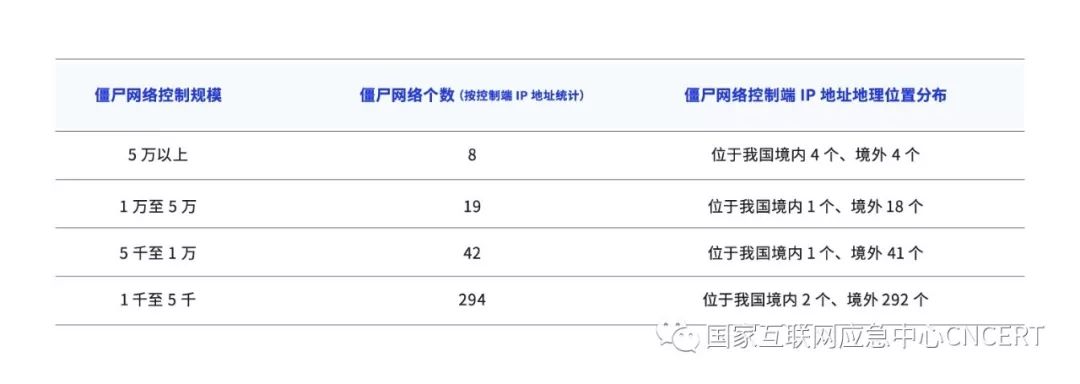 僵尸网络控制规模 僵尸网络个数（按控制端 IP 地址统计） 僵尸网络控制端 IP 地址地理位置分布
5 万以上 8 位于我国境内 4 个、境外 4 个
1 万至 5 万 19 位于我国境内 1 个、境外 18 个
5 千至 1 万 42 位于我国境内 1 个、境外 41 个
1 千至 5 千 294 位于我国境内 2 个、境外 292 个
国家互联网应急中心CNCERT